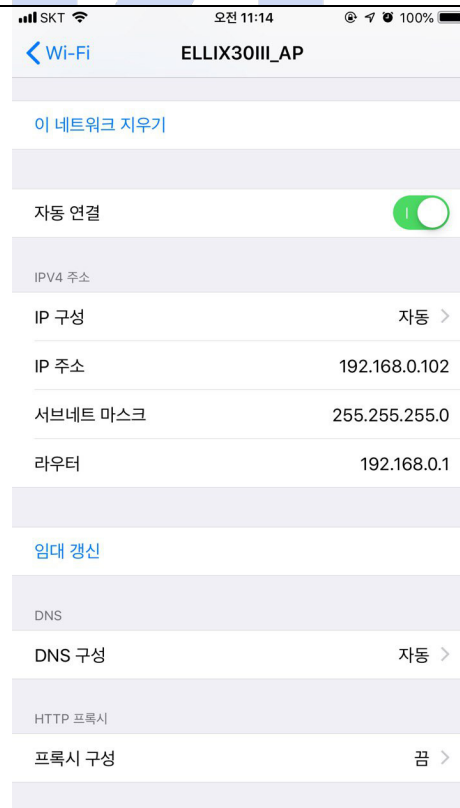 SKT 오전 11:14 100%
Wi-Fi ELLIX30III_AP
이 네트워크 지우기
자동 연결
IPV4 주소
IP 구성 자동
IP 주소 192.168.0.102
서브네트 마스크 255.255.255.0
라우터 192.168.0.1
임대 갱신
DNS
DNS 구성 자동
HTTP 프록시
프록시 구성 끔